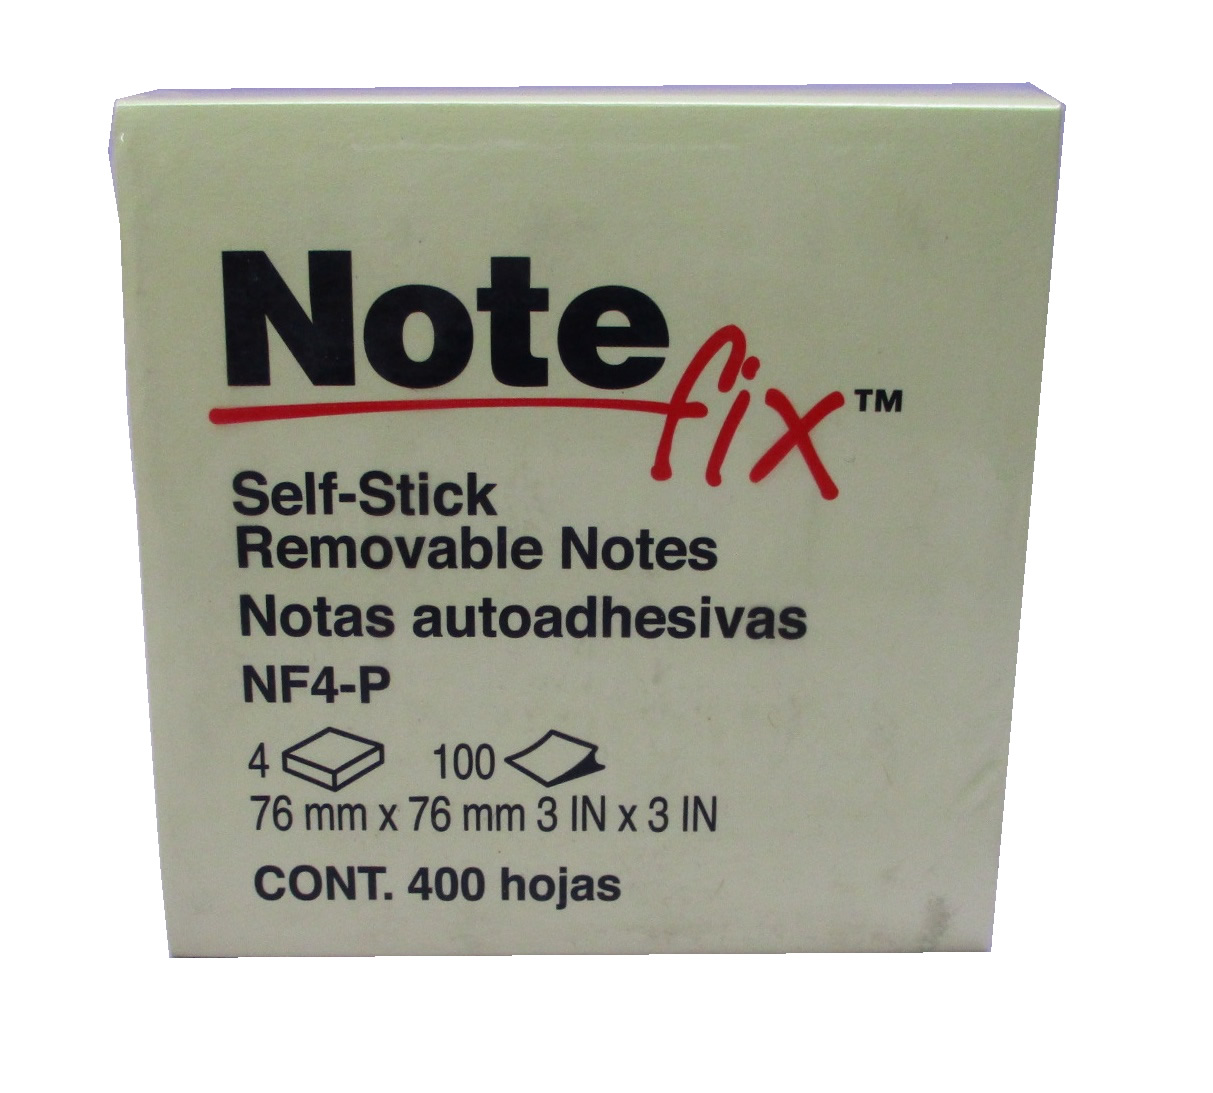 Note fix™
Self-Stick
Removable Notes
Notas autoadhesivas
NF4-P
4 100
76 mm x 76 mm 3 IN x 3 IN
CONT. 400 hojas